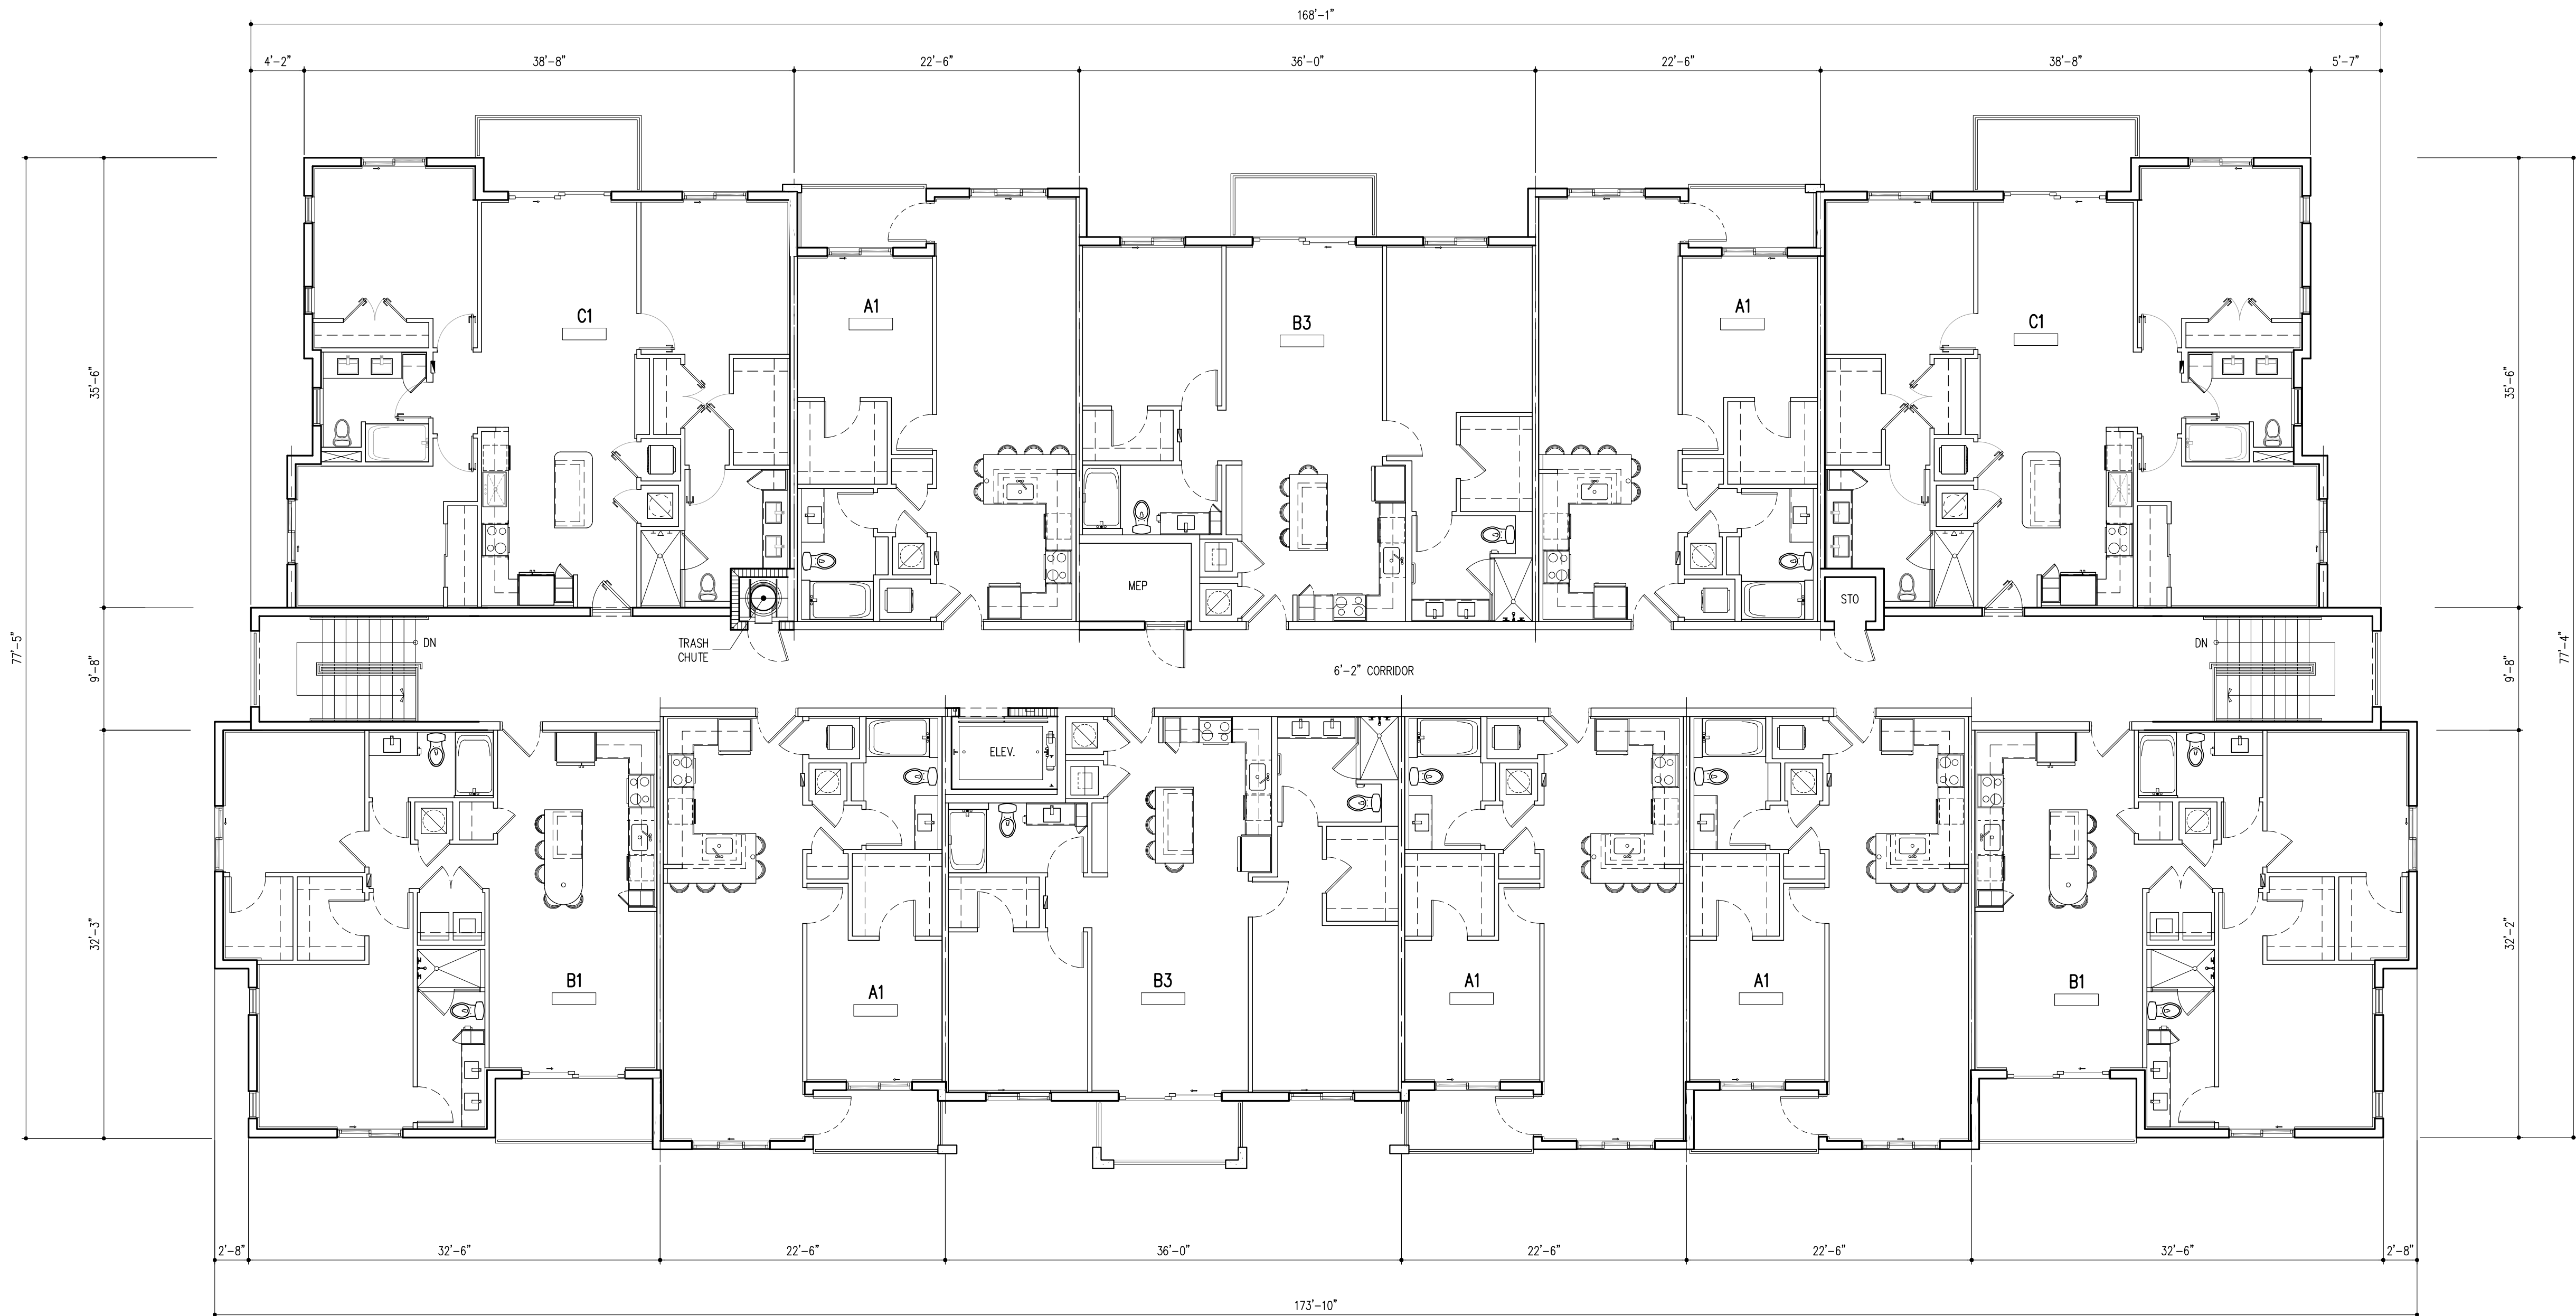 168'-1"
4'-2"
38'-8"
22'-6"
36'-0"
22'-6"
38'-8"
5'-7"
C1
A1
B3
A1
C1
35'-6"
35'-6"
MEP
STO
TRASH
CHUTE
DN
DN
6'-2" CORRIDOR
77'-5"
9'-8"
9'-8"
77'-4"
ELEV.
32'-3"
32'-2"
B1
A1
B3
A1
A1
B1
2'-8"
32'-6"
22'-6"
36'-0"
22'-6"
22'-6"
32'-6"
2'-8"
173'-10"